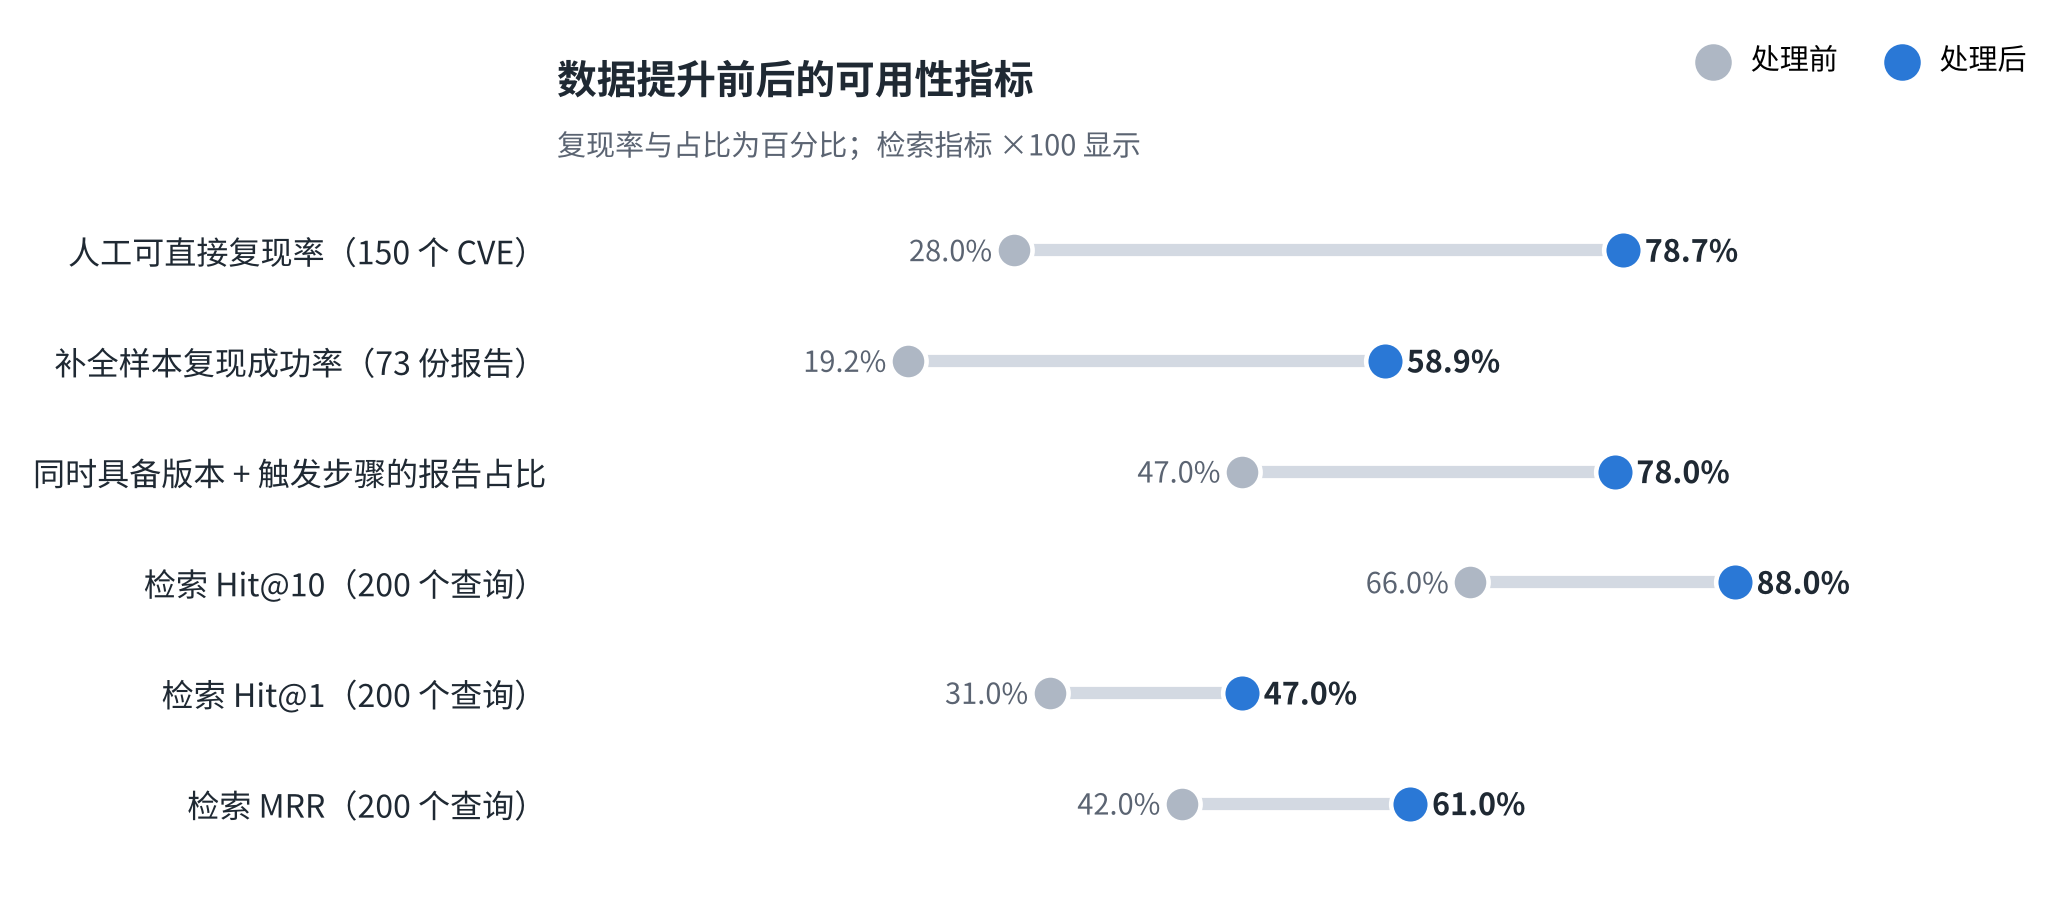 数据提升前后的可用性指标
处理前
处理后
复现率与占比为百分比；检索指标 ×100 显示
人工可直接复现率（150 个 CVE）
28.0%
78.7%
补全样本复现成功率（73 份报告）
19.2%
58.9%
同时具备版本 + 触发步骤的报告占比
47.0%
78.0%
检索 Hit@10（200 个查询）
66.0%
88.0%
检索 Hit@1（200 个查询）
31.0%
47.0%
检索 MRR（200 个查询）
42.0%
61.0%